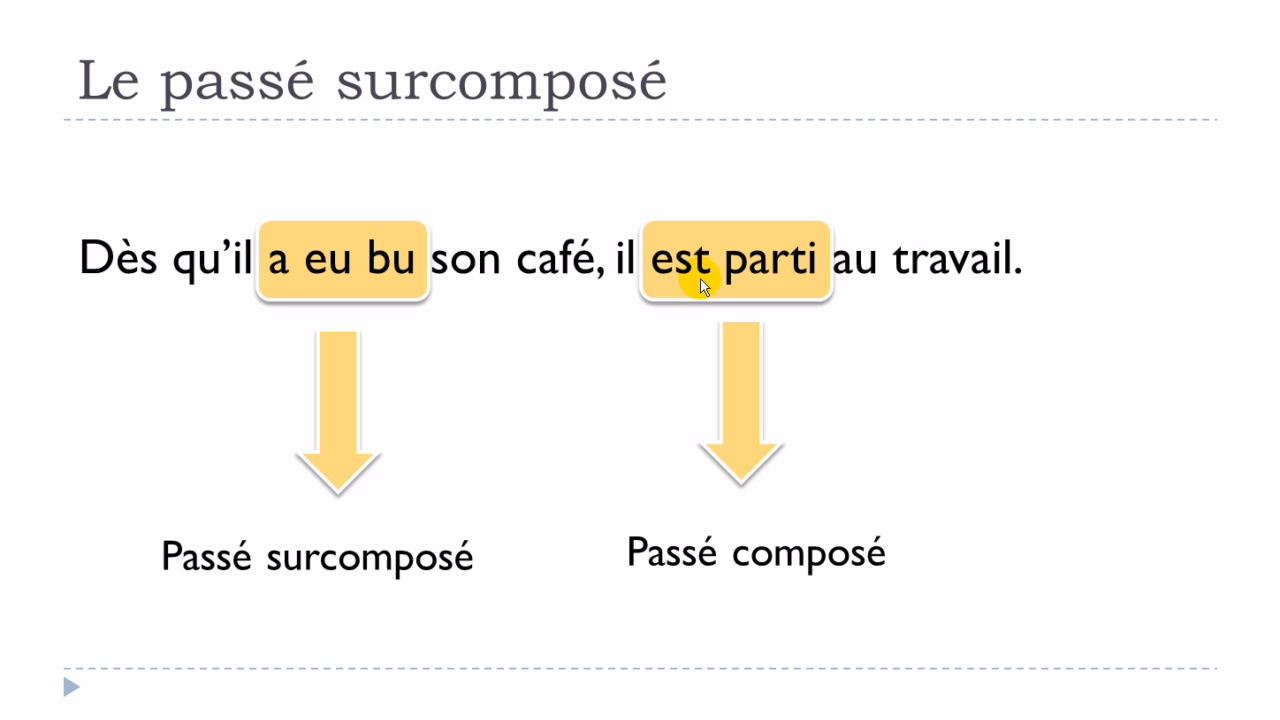 Le passé surcomposé
Dès qu’il a eu bu son café, il est parti au travail.
Passé surcomposé
Passé composé